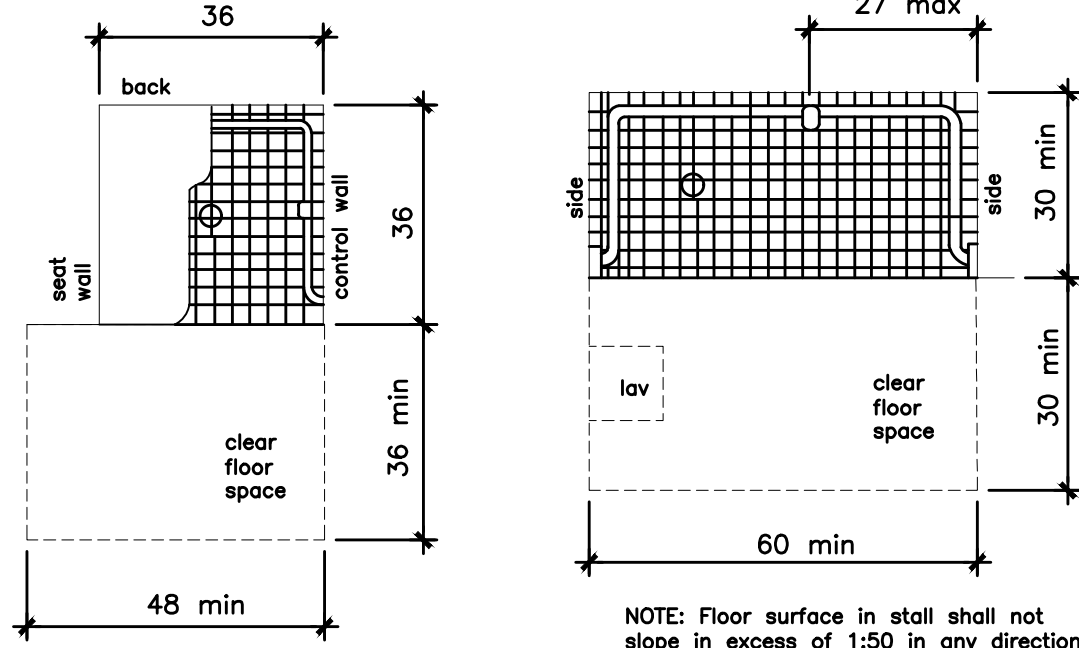 36
back
seat
wall
control wall
36
36 min
clear
floor
space
48 min
27 max
side
side
30 min
30 min
lav
clear
floor
space
60 min
NOTE: Floor surface in stall shall not
slope in excess of 1:50 in any direction